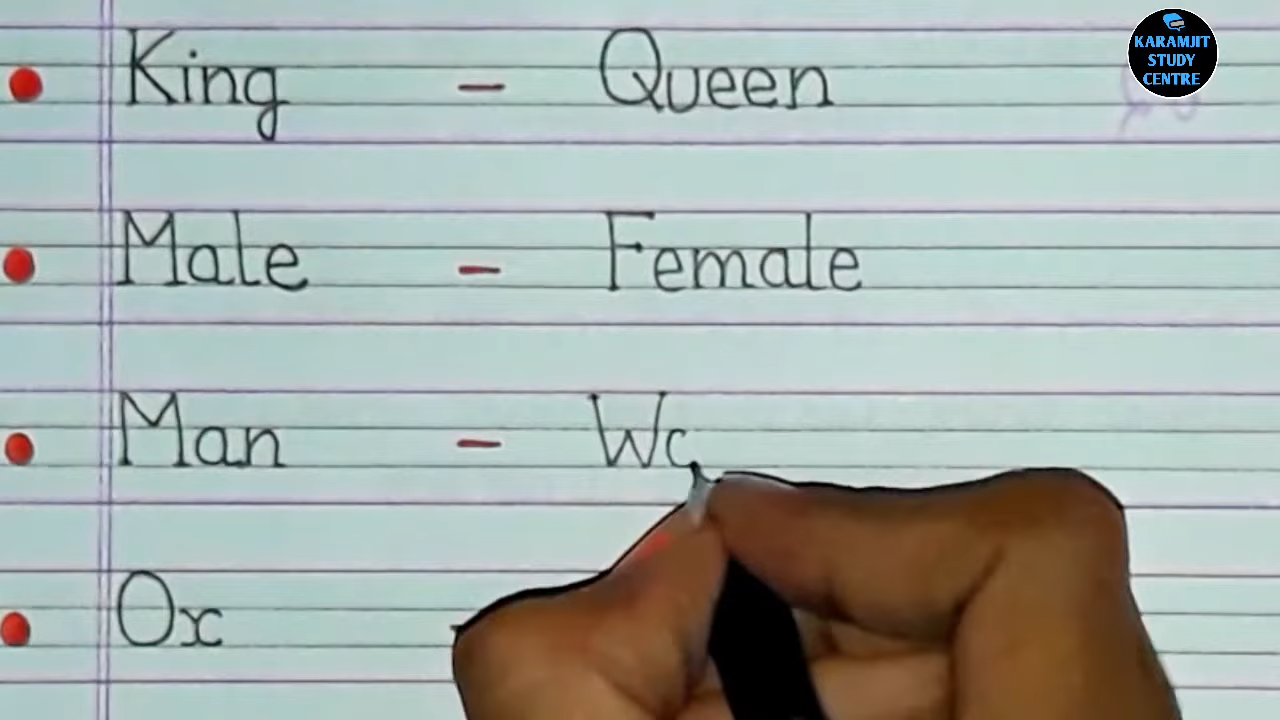 King - Queen
KARAMJIT
STUDY
CENTRE
Male - Female
Man - Wo
Ox